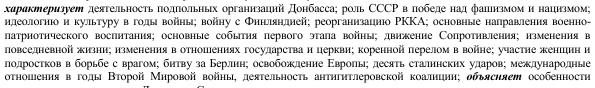 характеризует деятельность подпольных организаций Донбасса; роль СССР в победе над фашизмом и нацизмом;
идеологию и культуру в годы войны; войну с Финляндией; реорганизацию РККА; основные направления военно-
патриотического воспитания; основные события первого этапа войны; движение Сопротивления; изменения в
повседневной жизни; изменения в отношениях государства и церкви; коренной перелом в войне; участие женщин и
подростков в борьбе с врагом; битву за Берлин; освобождение Европы; десять сталинских ударов; международные
отношения в годы Второй Мировой войны, деятельность антигитлеровской коалиции; объясняет особенности